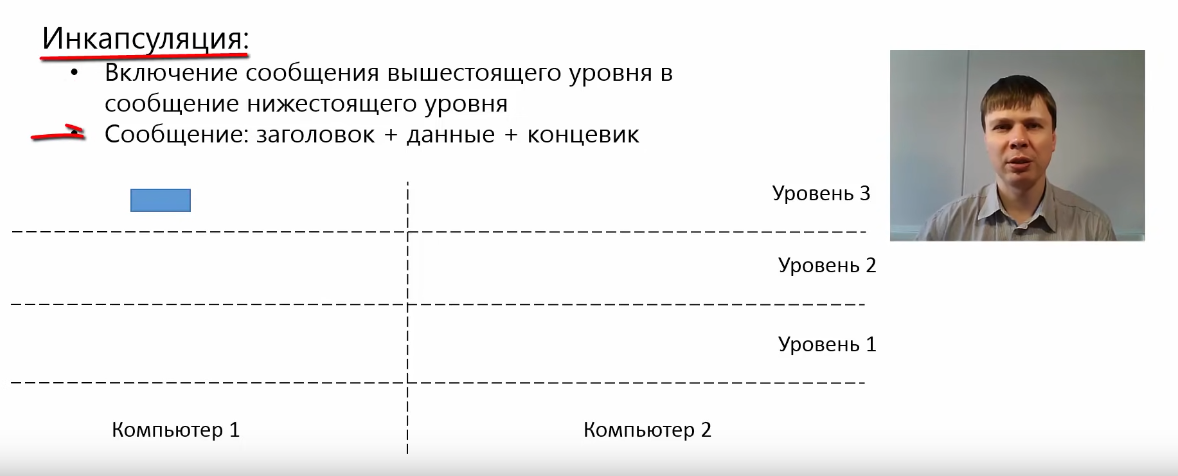 Инкапсуляция:
• Включение сообщения вышестоящего уровня в
сообщение нижестоящего уровня
• Сообщение: заголовок + данные + концевик
Уровень 3
Уровень 2
Уровень 1
Компьютер 1
Компьютер 2